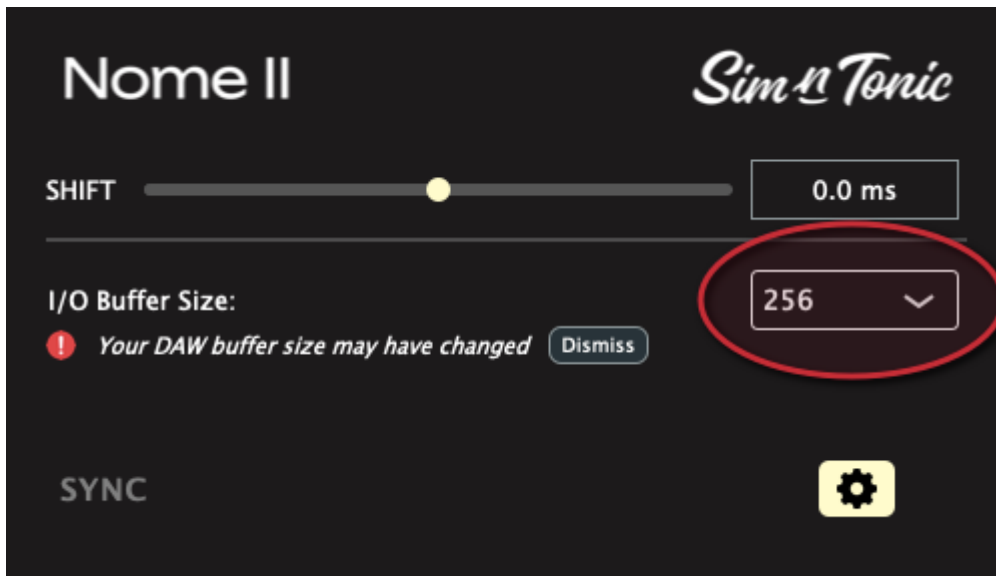 Nome II
Sim n Tonic
SHIFT
0.0 ms
I/O Buffer Size:
256
! Your DAW buffer size may have changed Dismiss
SYNC